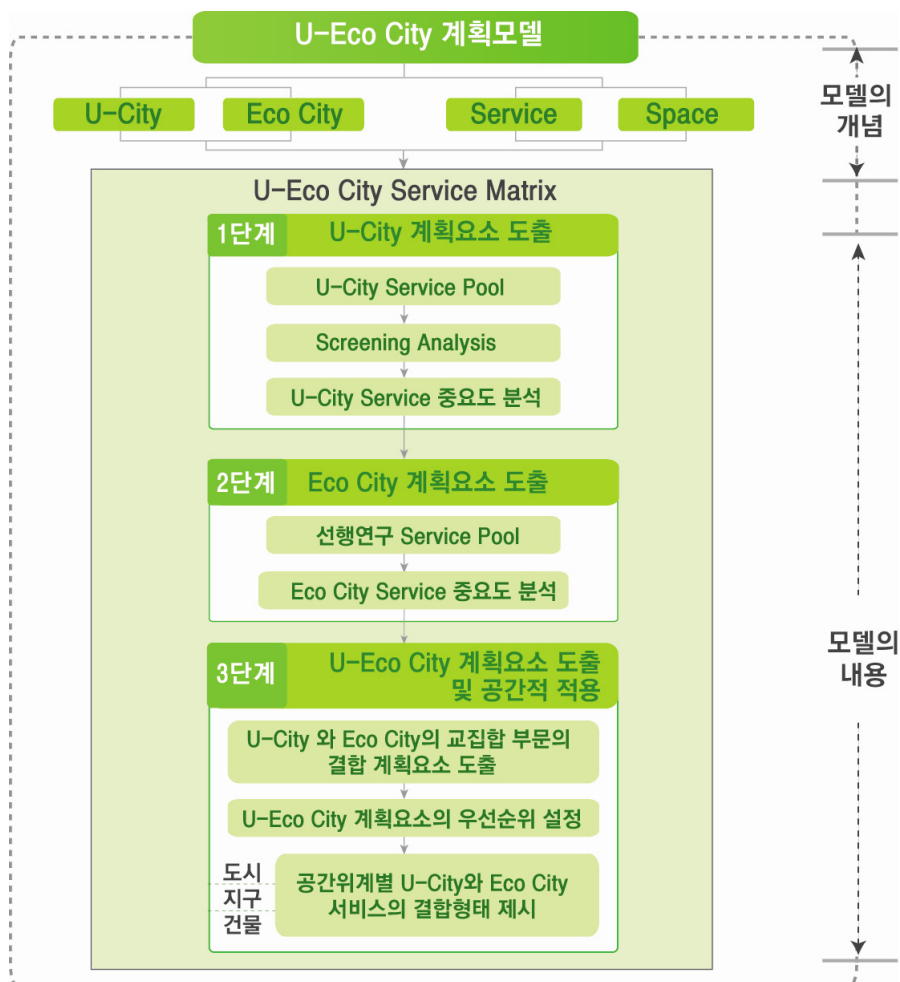 U-Eco City 계획모델
U-City
Eco City
Service
Space
모델의
개념
U-Eco City Service Matrix
1단계
U-City 계획요소 도출
U-City Service Pool
Screening Analysis
U-City Service 중요도 분석
2단계
Eco City 계획요소 도출
선행연구 Service Pool
Eco City Service 중요도 분석
3단계
U-Eco City 계획요소 도출
및 공간적 적용
U-City 와 Eco City의 교집합 부문의
결합 계획요소 도출
U-Eco City 계획요소의 우선순위 설정
도시
지구
건물
공간위계별 U-City와 Eco City
서비스의 결합형태 제시
모델의
내용